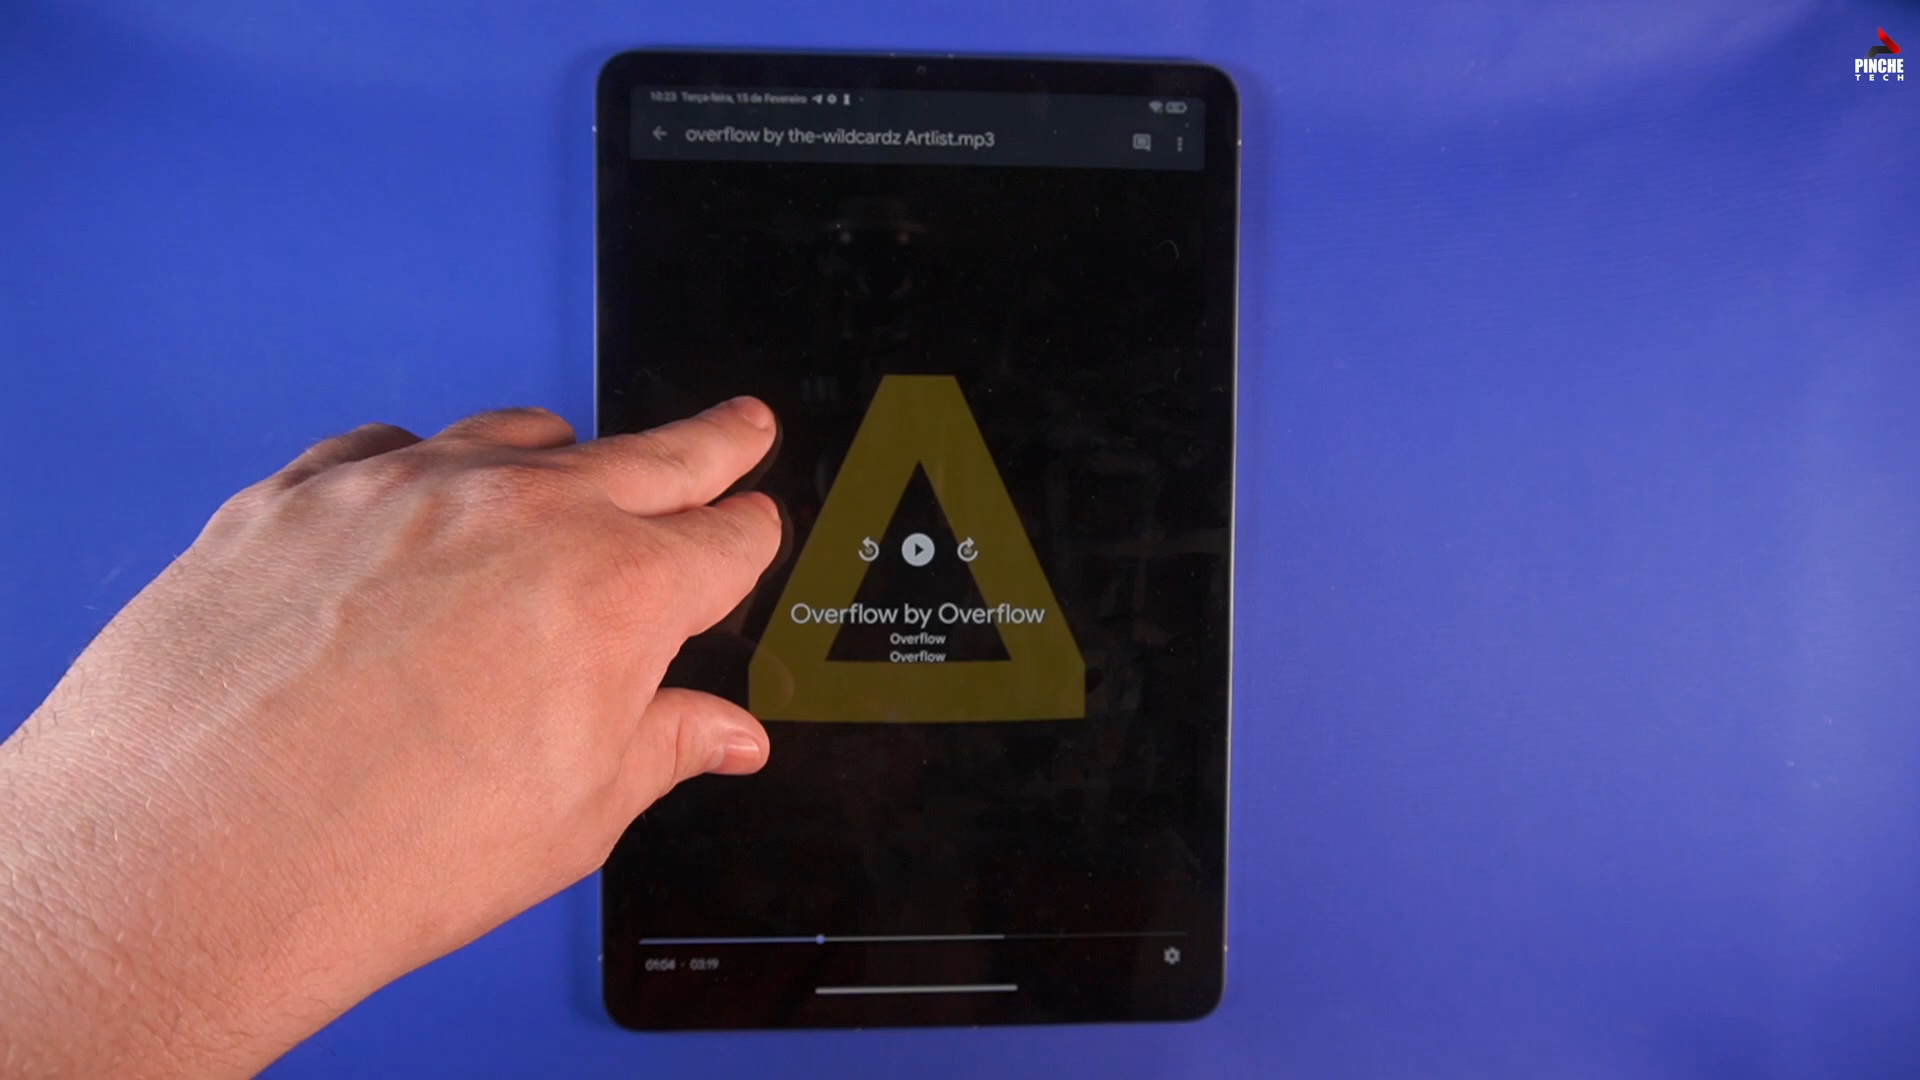 PINCHE
TECH
10:23 Terça-feira, 15 de Fevereiro
overflow by the-wildcardz Artlist.mp3
Overflow by Overflow
Overflow
Overflow
01:04 · 03:19